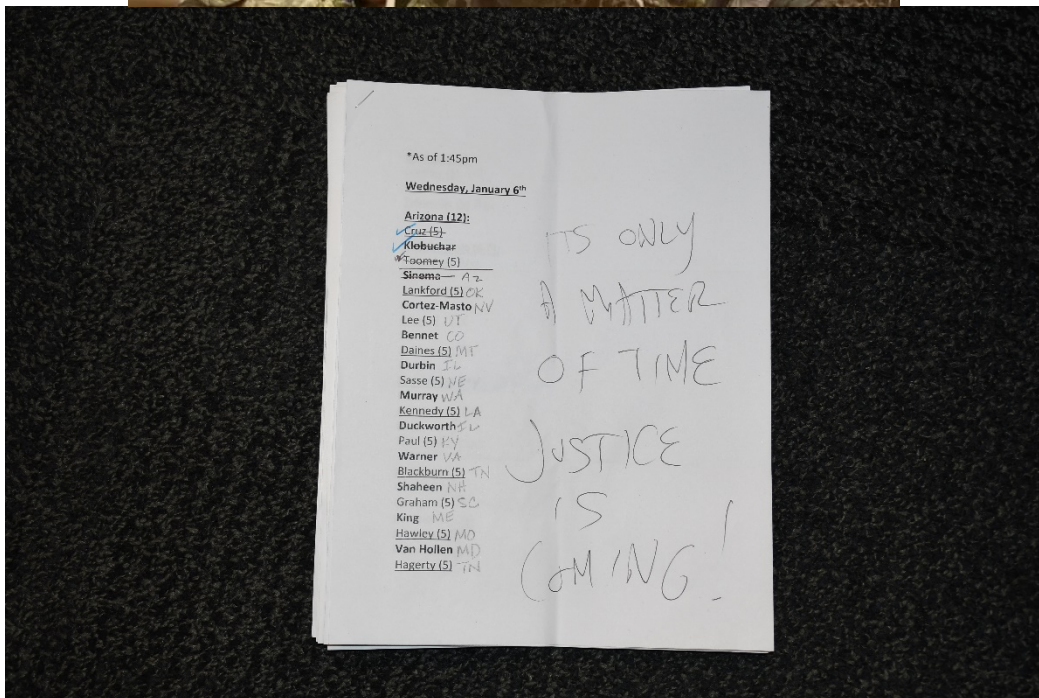 *As of 1:45pm
Wednesday, January 6th
Arizona (12):
Cruz (5)
Klobuchar
*Toomey (5)
Sinema AZ
Lankford (5) OK
Cortez-Masto NV
Lee (5) UT
Bennet CO
Daines (5) MT
Durbin IL
Sasse (5) NE
Murray WA
Kennedy (5) LA
Duckworth IL
Paul (5) KY
Warner VA
Blackburn (5) TN
Shaheen NH
Graham (5) SC
King ME
Hawley (5) MO
Van Hollen MD
Hagerty (5) TN
ITS ONLY
A MATTER
OF TIME
JUSTICE
IS
COMING!